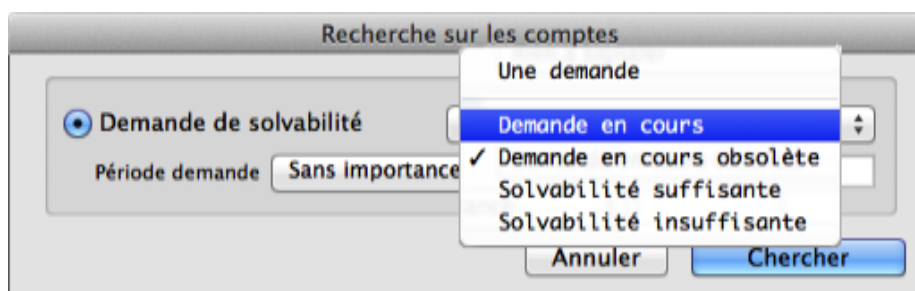 Recherche sur les comptes
Une demande
Demande de solvabilité
Demande en cours
✓ Demande en cours obsolète
Période demande Sans importance
Solvabilité suffisante
Solvabilité insuffisante
Annuler Chercher